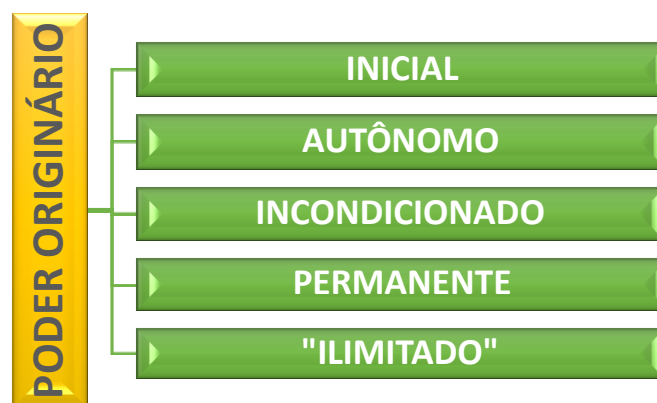 PODER ORIGINÁRIO
INICIAL
AUTÔNOMO
INCONDICIONADO
PERMANENTE
"ILIMITADO"